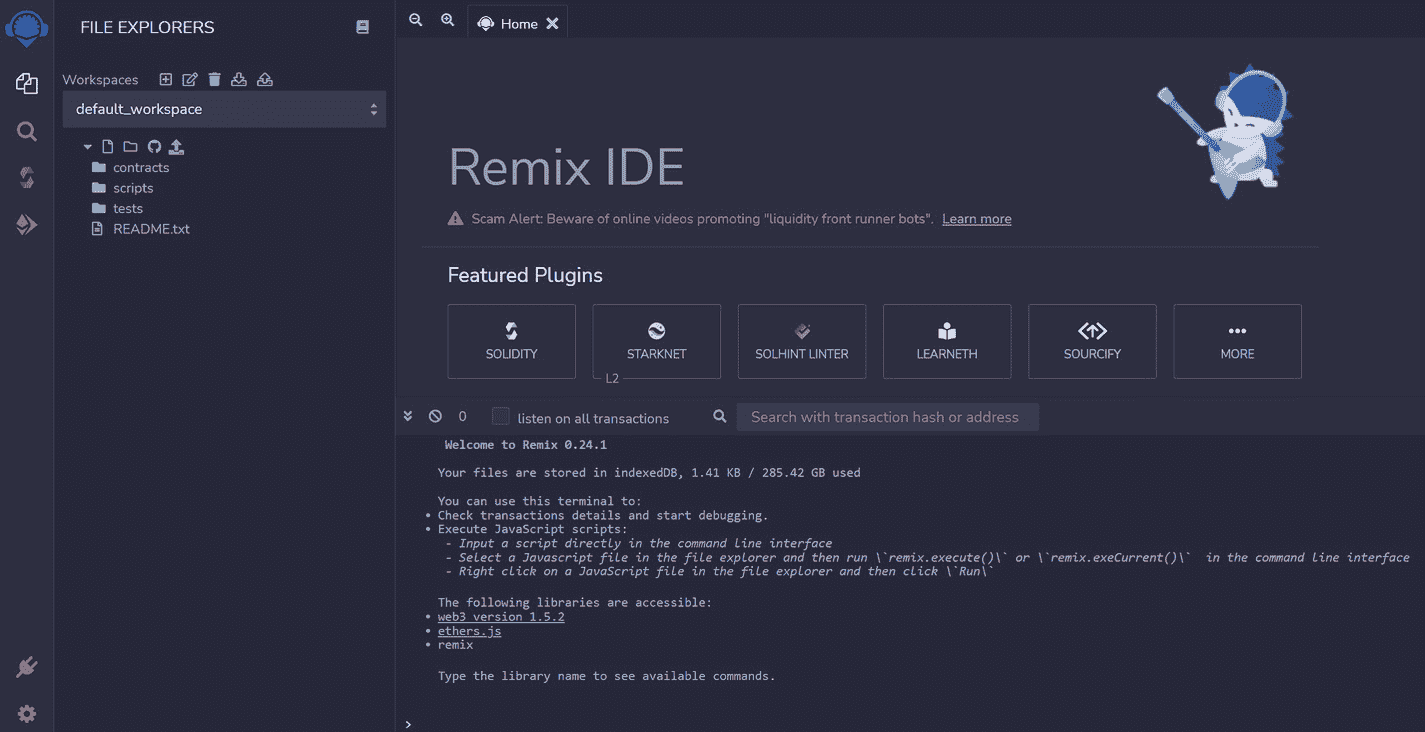 FILE EXPLORERS
Workspaces
default_workspace
contracts
scripts
tests
README.txt
Home
Remix IDE
Scam Alert: Beware of online videos promoting "liquidity front runner bots". Learn more
Featured Plugins
SOLIDITY
STARKNET
L2
SOLHINT LINTER
LEARNETH
SOURCIFY
MORE
0 listen on all transactions Search with transaction hash or address
Welcome to Remix 0.24.1
Your files are stored in indexedDB, 1.41 KB / 285.42 GB used
You can use this terminal to:
• Check transactions details and start debugging.
• Execute JavaScript scripts:
- Input a script directly in the command line interface
- Select a Javascript file in the file explorer and then run \`remix.execute()\` or \`remix.exeCurrent()\` in the command line interface
- Right click on a JavaScript file in the file explorer and then click \`Run\`
The following libraries are accessible:
• web3 version 1.5.2
• ethers.js
• remix
Type the library name to see available commands.
>